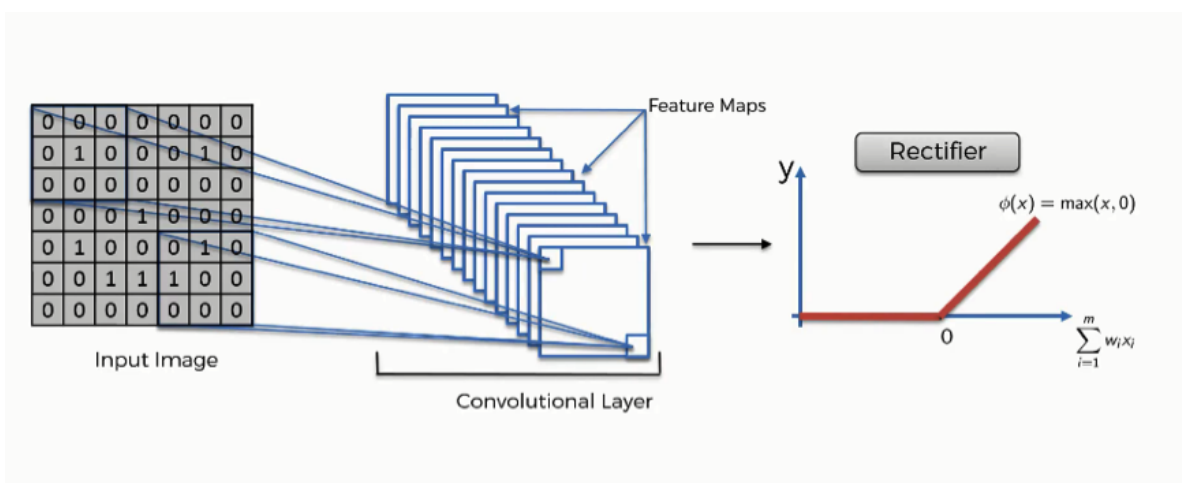 0 0 0 0 0 0 0
0 1 0 0 0 1 0
0 0 0 0 0 0 0
0 0 0 1 0 0 0
0 1 0 0 0 1 0
0 0 1 1 1 0 0
0 0 0 0 0 0 0
Input Image
Feature Maps
Convolutional Layer
Rectifier
y
ϕ(x) = max(x, 0)
0
m
∑ wᵢxᵢ
i=1